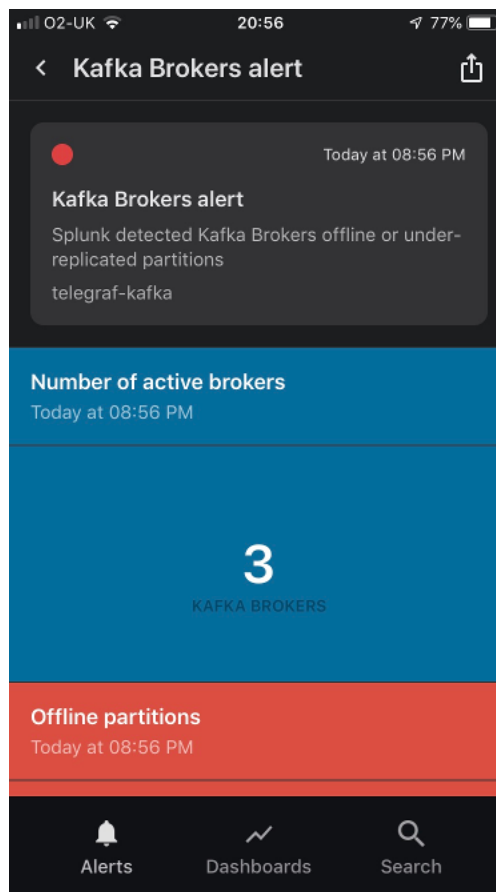 O2-UK 20:56 77%
Kafka Brokers alert
Today at 08:56 PM
Kafka Brokers alert
Splunk detected Kafka Brokers offline or under-
replicated partitions
telegraf-kafka
Number of active brokers
Today at 08:56 PM
3
KAFKA BROKERS
Offline partitions
Today at 08:56 PM
Alerts Dashboards Search